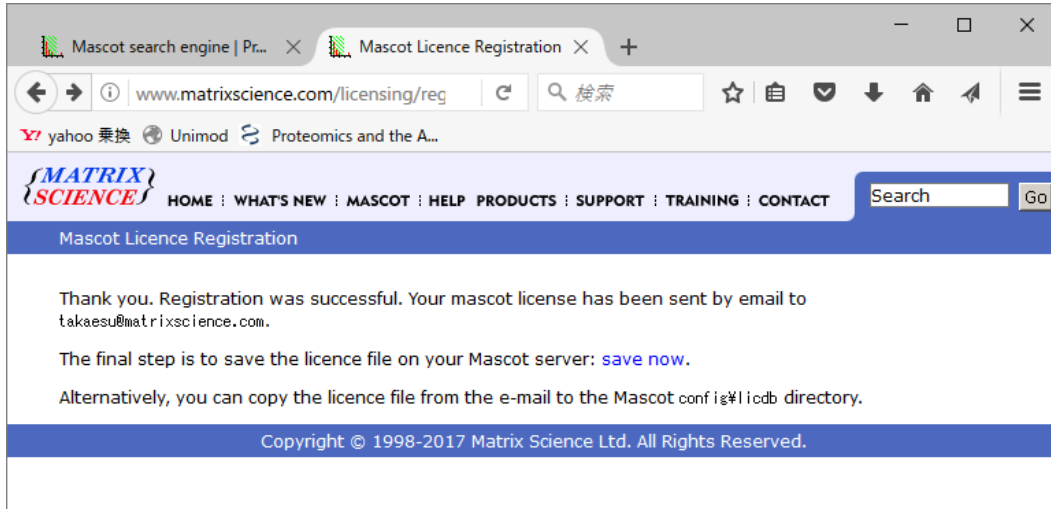 Mascot search engine | Pr...
Mascot Licence Registration
www.matrixscience.com/licensing/reg
検索
yahoo 乗換
Unimod
Proteomics and the A...
MATRIX
SCIENCE
HOME WHAT'S NEW MASCOT HELP PRODUCTS SUPPORT TRAINING CONTACT
Search
Go
Mascot Licence Registration
Thank you. Registration was successful. Your mascot license has been sent by email to
takaesu@matrixscience.com.
The final step is to save the licence file on your Mascot server: save now.
Alternatively, you can copy the licence file from the e-mail to the Mascot config¥licdb directory.
Copyright © 1998-2017 Matrix Science Ltd. All Rights Reserved.